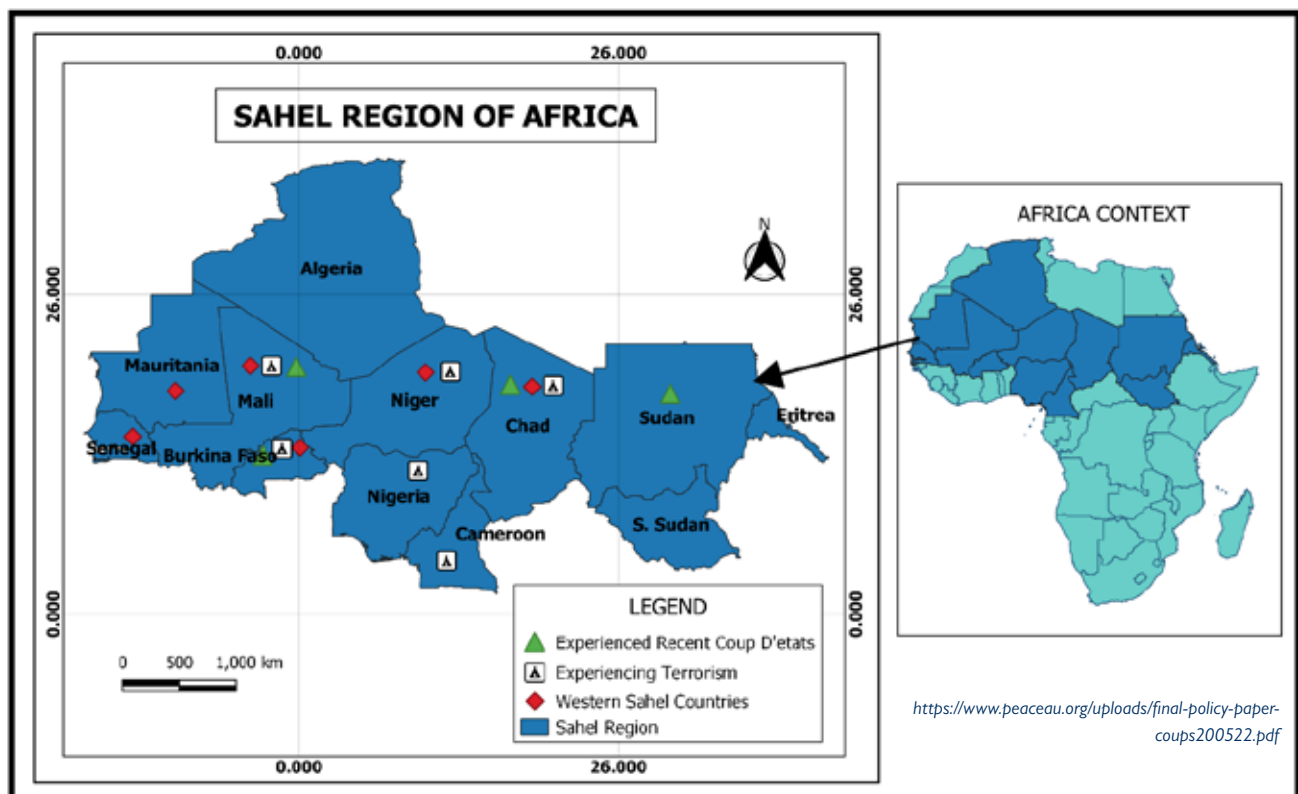 0.000 26.000
SAHEL REGION OF AFRICA
N
26.000 26.000
Algeria
Mauritania
Mali
Niger
Chad
Sudan
Eritrea
Senegal
Burkina Faso
Nigeria
Cameroon
S. Sudan
0.000 0.000
0 500 1,000 km
LEGEND
Experienced Recent Coup D'etats
Experiencing Terrorism
Western Sahel Countries
Sahel Region
0.000 26.000
AFRICA CONTEXT
https://www.peaceau.org/uploads/final-policy-paper-
coups200522.pdf